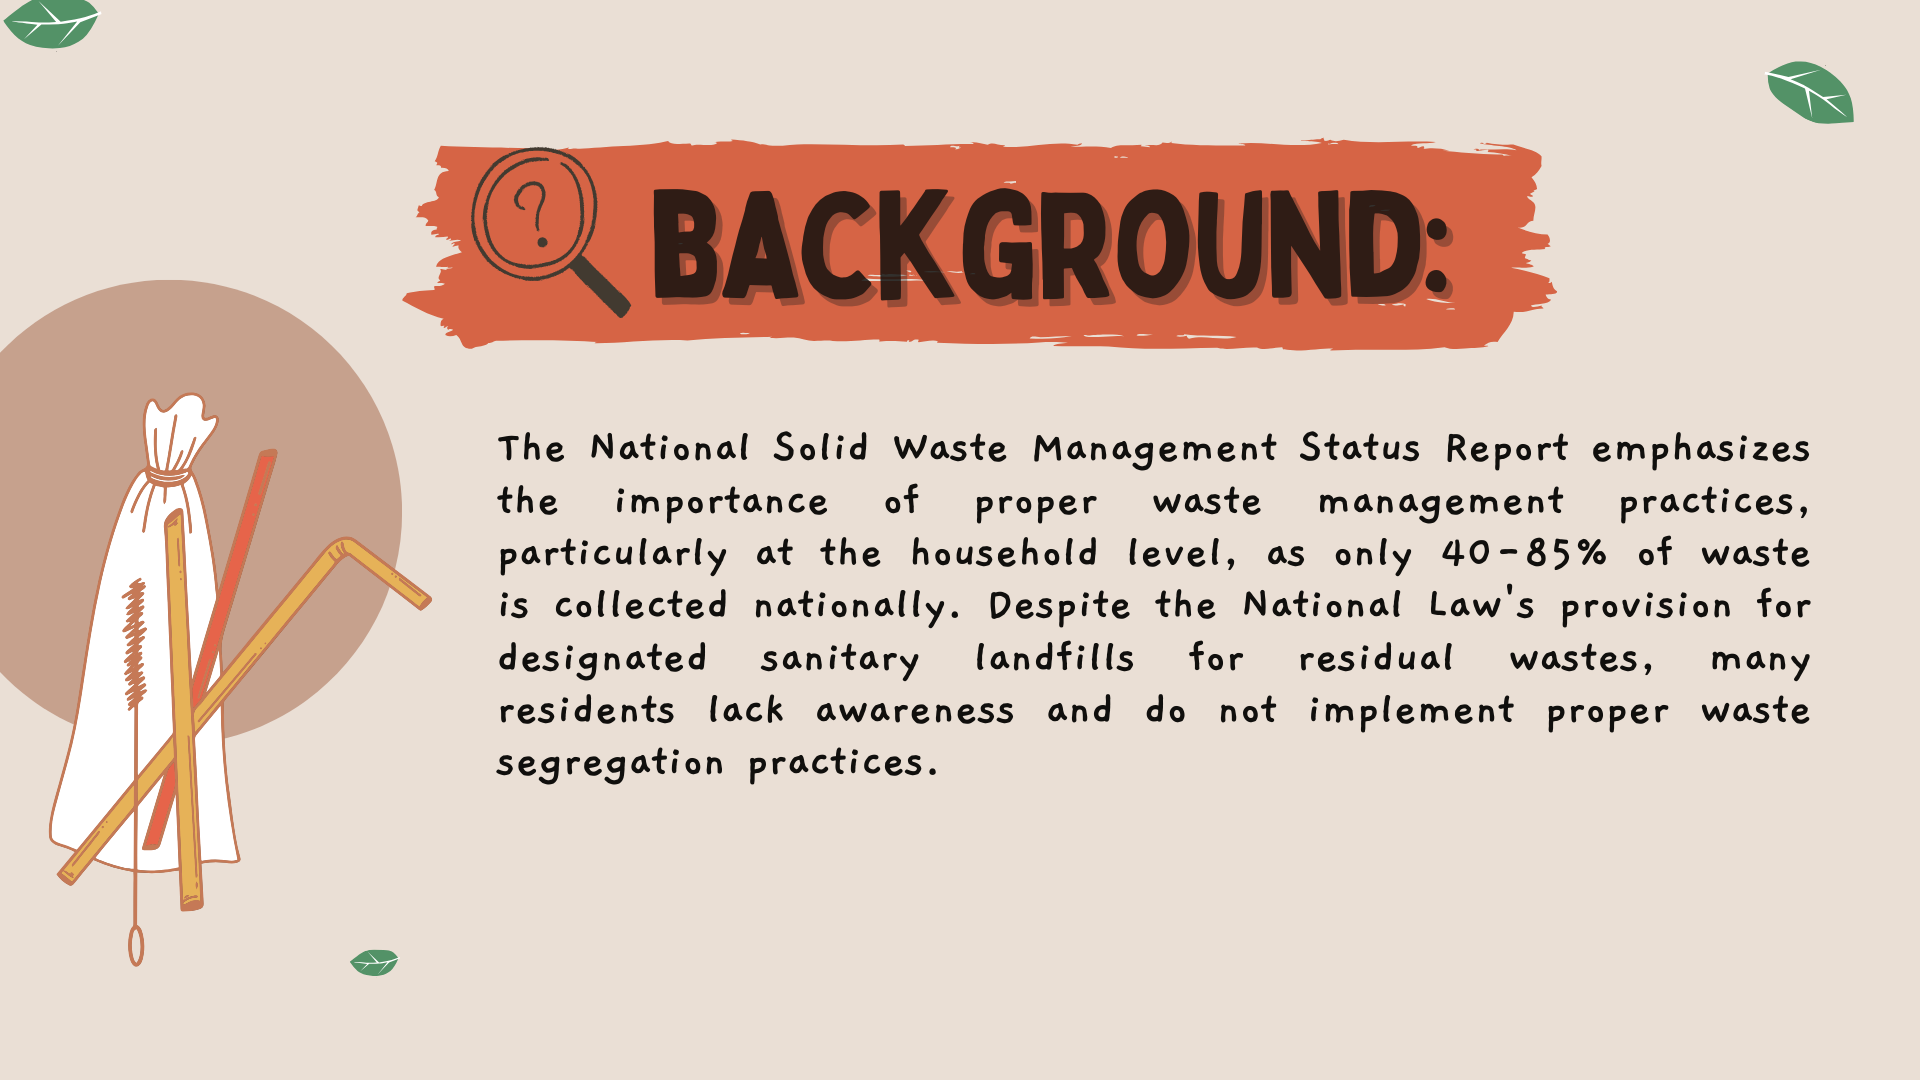 ?
BACKGROUND:
The National Solid Waste Management Status Report emphasizes
the importance of proper waste management practices,
particularly at the household level, as only 40-85% of waste
is collected nationally. Despite the National Law's provision for
designated sanitary landfills for residual wastes, many
residents lack awareness and do not implement proper waste
segregation practices.